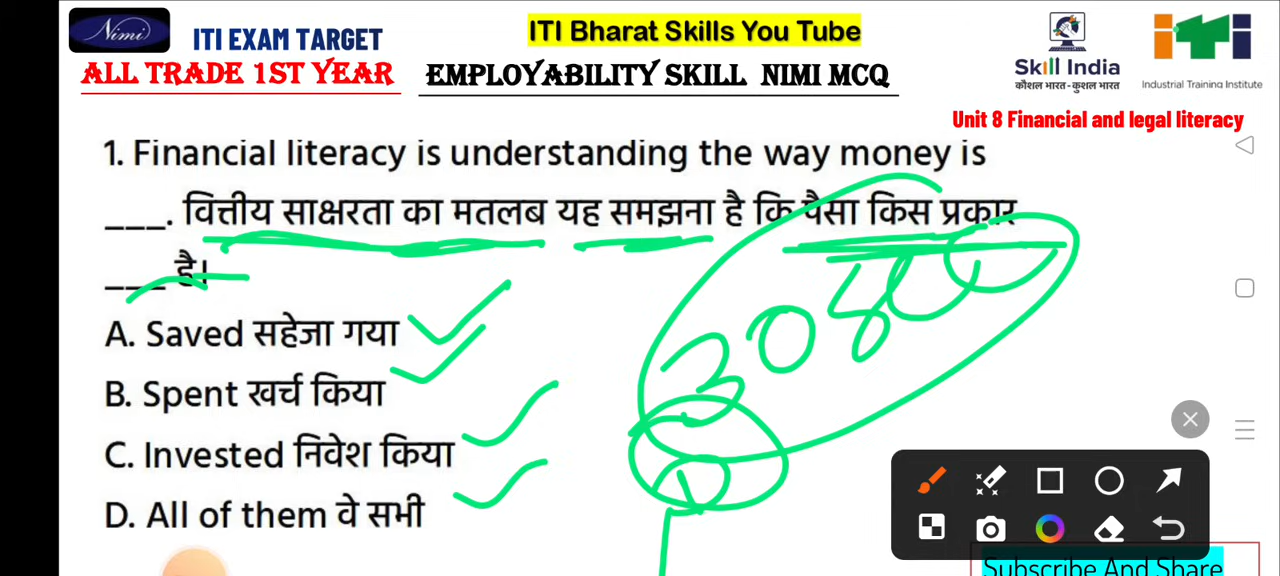 Nimi
ITI EXAM TARGET
ITI Bharat Skills You Tube
ALL TRADE 1ST YEAR
EMPLOYABILITY SKILL NIMI MCQ
Skill India
कौशल भारत-कुशल भारत
iTi
Industrial Training Institute
Unit 8 Financial and legal literacy
1. Financial literacy is understanding the way money is
___. वित्तीय साक्षरता का मतलब यह समझना है कि पैसा किस प्रकार
___ है।
A. Saved सहेजा गया
B. Spent खर्च किया
C. Invested निवेश किया
D. All of them वे सभी
Subscribe And Share